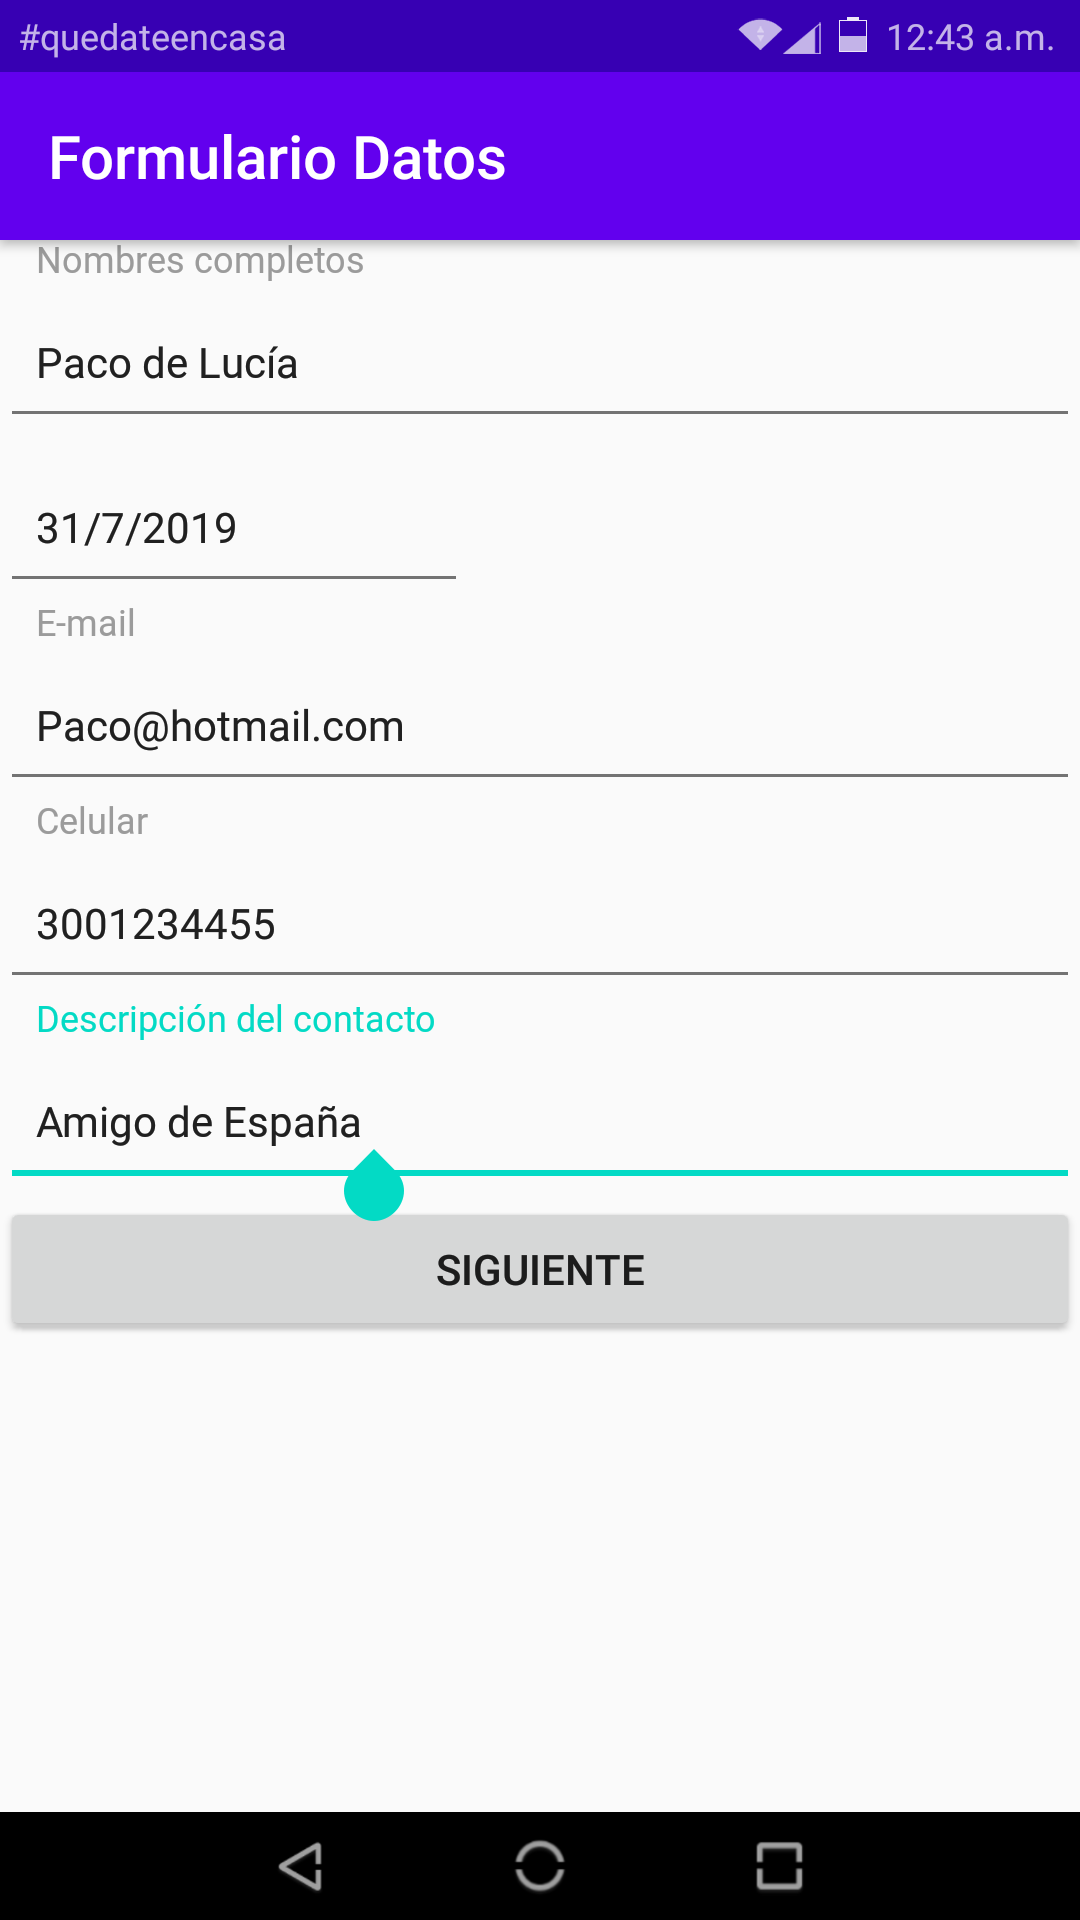 #quedateencasa 12:43 a.m.
Formulario Datos
Nombres completos
Paco de Lucía
31/7/2019
E-mail
Paco@hotmail.com
Celular
3001234455
Descripción del contacto
Amigo de España
SIGUIENTE